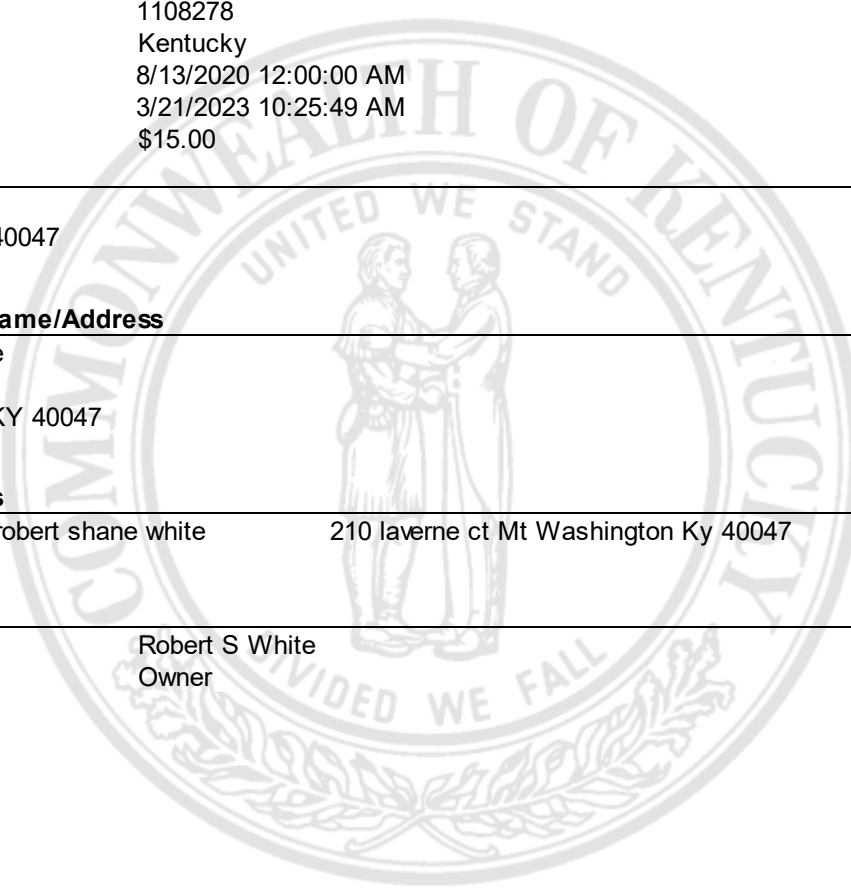 1108278
Kentucky
8/13/2020 12:00:00 AM
3/21/2023 10:25:49 AM
$15.00
40047
ame/Address
e
KY 40047
s
robert shane white 210 laverne ct Mt Washington Ky 40047
Robert S White
Owner
COMMONWEALTH OF KENTUCKY
UNITED WE STAND
DIVIDED WE FALL